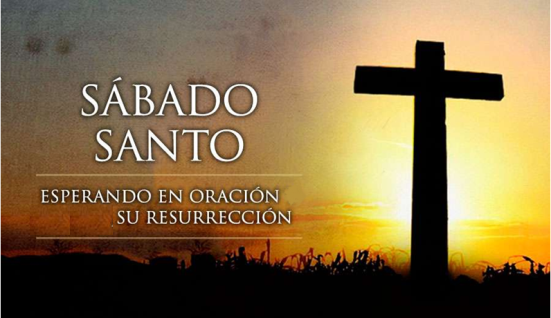 SÁBADO
SANTO
ESPERANDO EN ORACIÓN
SU RESURRECCIÓN